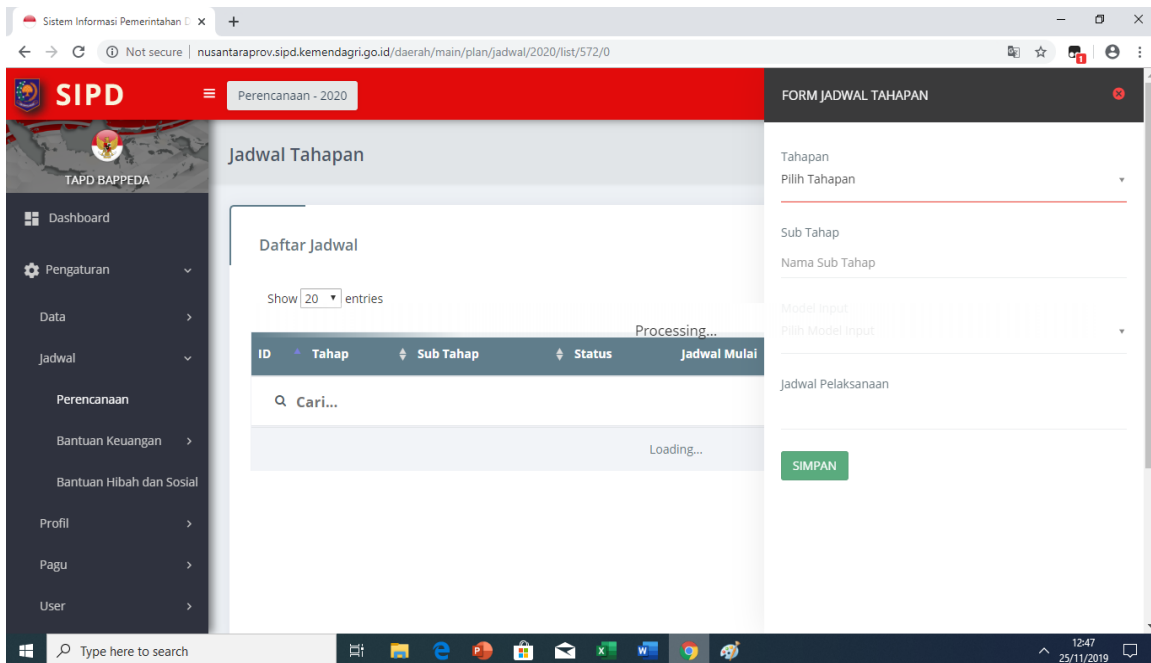 Sistem Informasi Pemerintahan D
Not secure | nusantaraprov.sipd.kemendagri.go.id/daerah/main/plan/jadwal/2020/list/572/0
SIPD
Perencanaan - 2020
FORM JADWAL TAHAPAN
TAPD BAPPEDA
Dashboard
Pengaturan
Data
Jadwal
Perencanaan
Bantuan Keuangan
Bantuan Hibah dan Sosial
Profil
Pagu
User
Jadwal Tahapan
Daftar Jadwal
Show 20 entries
Processing...
ID Tahap Sub Tahap Status Jadwal Mulai
Cari...
Loading...
Tahapan
Pilih Tahapan
Sub Tahap
Nama Sub Tahap
Model Input
Pilih Model Input
Jadwal Pelaksanaan
SIMPAN
Type here to search
12:47
25/11/2019